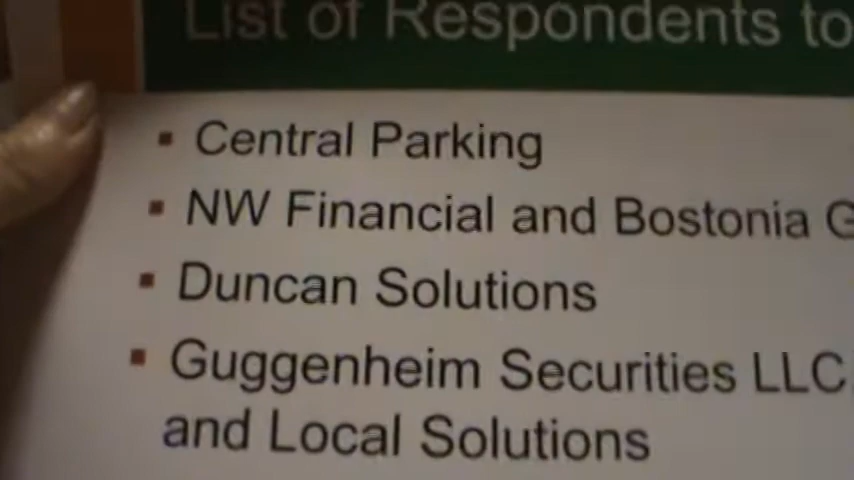 List of Respondents to
Central Parking
NW Financial and Bostonia G
Duncan Solutions
Guggenheim Securities LLC,
and Local Solutions